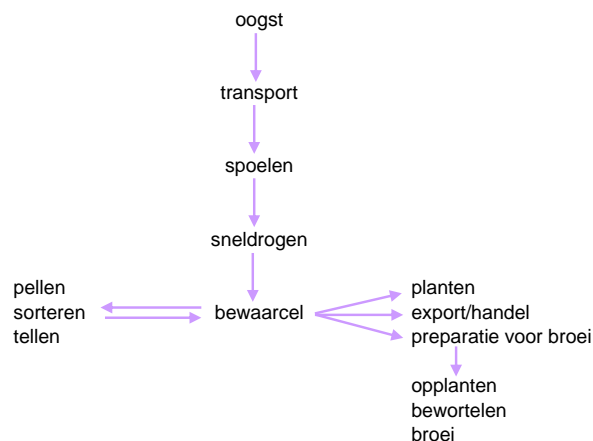 oogst
transport
spoelen
sneldrogen
pellen
sorteren
tellen
bewaarcel
planten
export/handel
preparatie voor broei
opplanten
bewortelen
broei